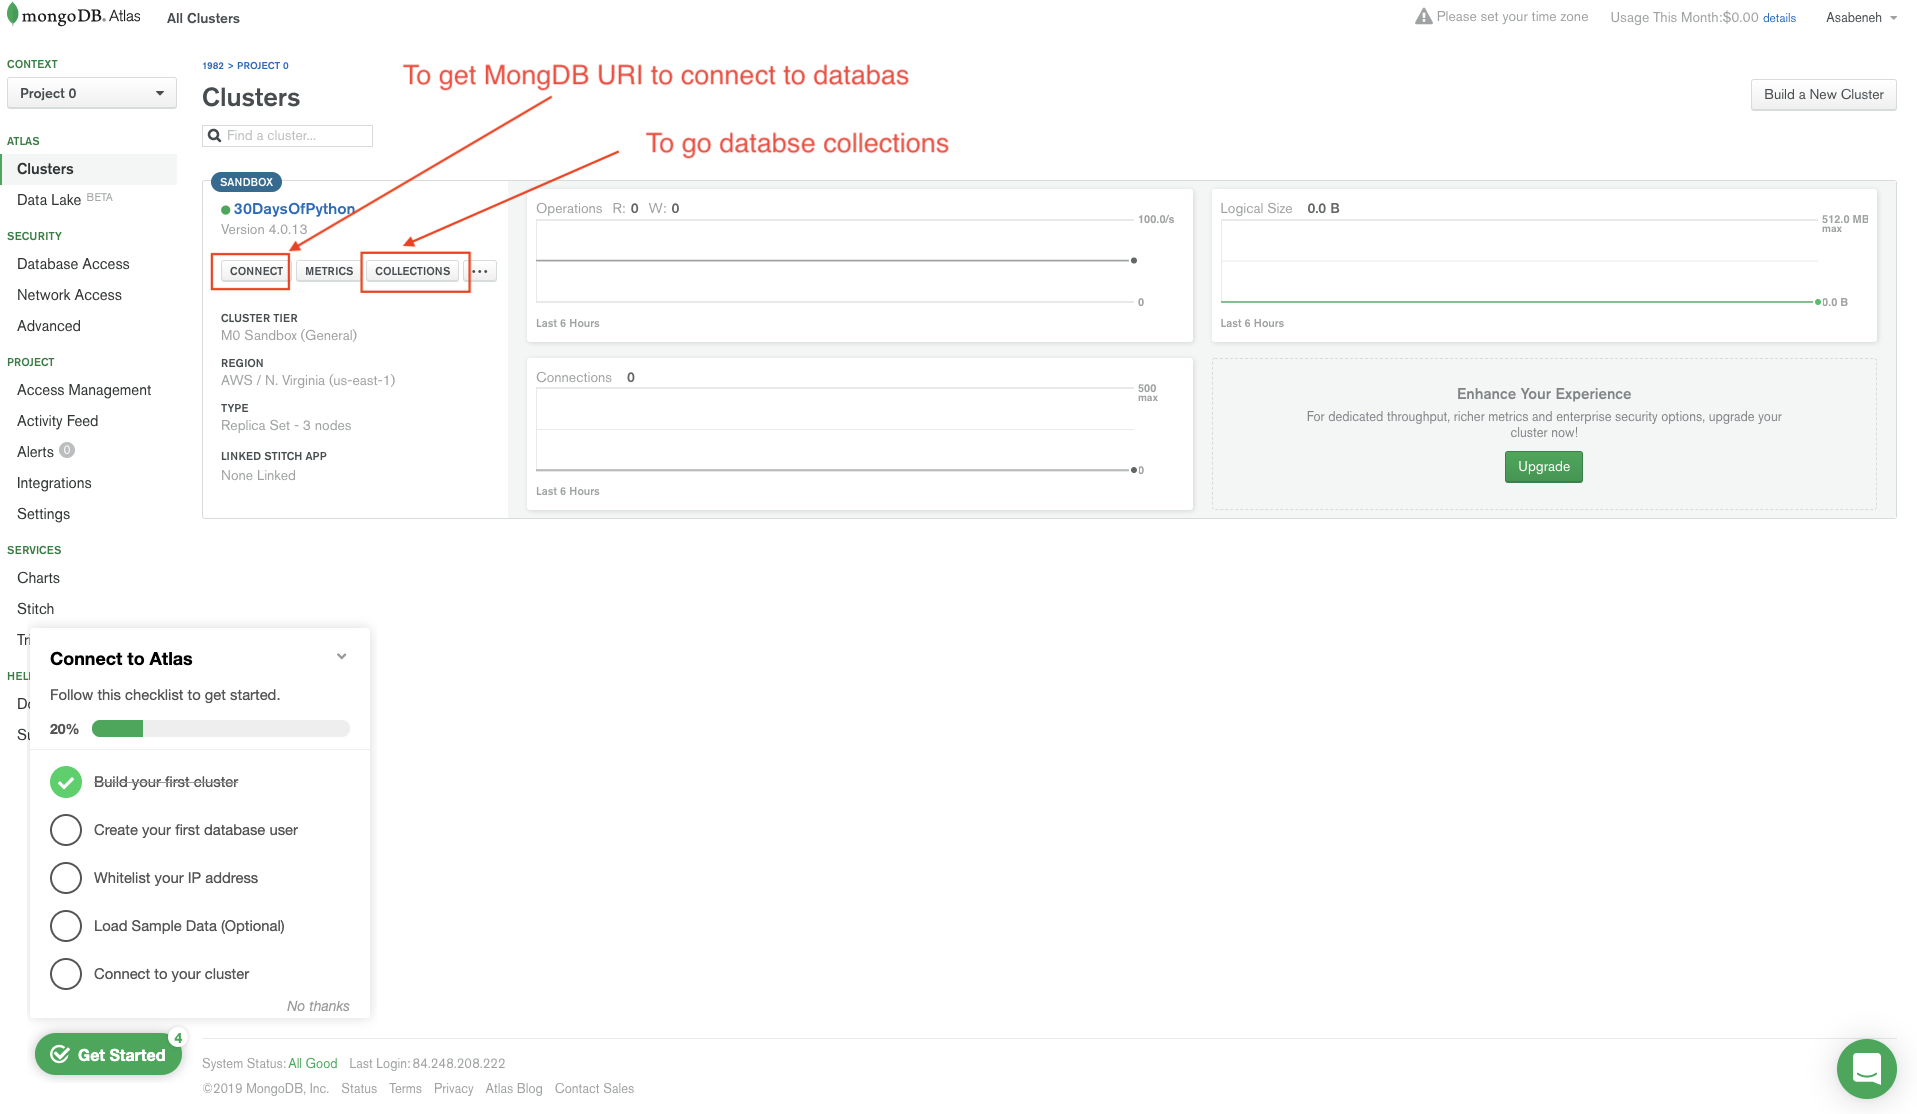 mongoDB. Atlas
All Clusters
Please set your time zone
Usage This Month:$0.00 details
Asabeneh
CONTEXT
Project 0
ATLAS
Clusters
Data Lake BETA
SECURITY
Database Access
Network Access
Advanced
PROJECT
Access Management
Activity Feed
Alerts 0
Integrations
Settings
SERVICES
Charts
Stitch
1982 > PROJECT 0
Clusters
To get MongDB URI to connect to databas
Build a New Cluster
Find a cluster...
To go databse collections
SANDBOX
30DaysOfPython
Version 4.0.13
CONNECT
METRICS
COLLECTIONS
...
CLUSTER TIER
M0 Sandbox (General)
REGION
AWS / N. Virginia (us-east-1)
TYPE
Replica Set - 3 nodes
LINKED STITCH APP
None Linked
Operations R: 0 W: 0
100.0/s
0
Last 6 Hours
Logical Size 0.0 B
512.0 MB
max
0.0 B
Last 6 Hours
Connections 0
500
max
0
Last 6 Hours
Enhance Your Experience
For dedicated throughput, richer metrics and enterprise security options, upgrade your
cluster now!
Upgrade
Connect to Atlas
Follow this checklist to get started.
20%
Build your first cluster
Create your first database user
Whitelist your IP address
Load Sample Data (Optional)
Connect to your cluster
No thanks
Get Started
4
System Status: All Good Last Login: 84.248.208.222
©2019 MongoDB, Inc. Status Terms Privacy Atlas Blog Contact Sales